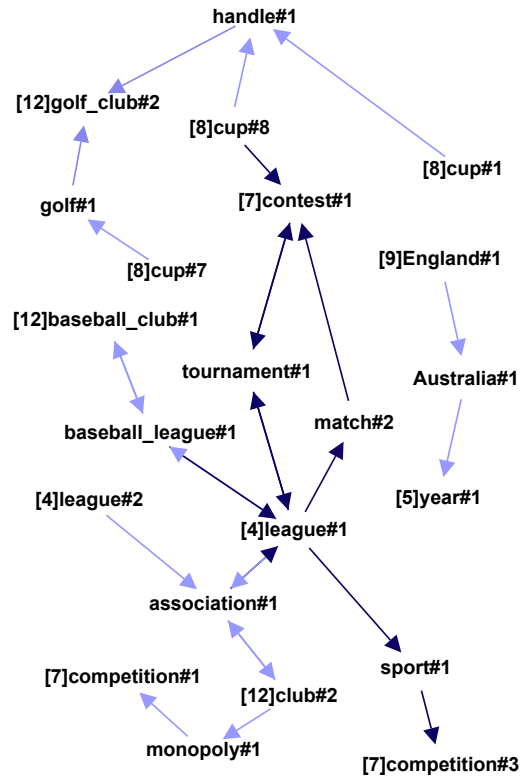 handle#1
[12]golf_club#2
[8]cup#8
[8]cup#1
golf#1
[7]contest#1
[8]cup#7
[9]England#1
[12]baseball_club#1
tournament#1
Australia#1
match#2
baseball_league#1
[4]league#2
[5]year#1
[4]league#1
association#1
[7]competition#1
sport#1
[12]club#2
monopoly#1
[7]competition#3